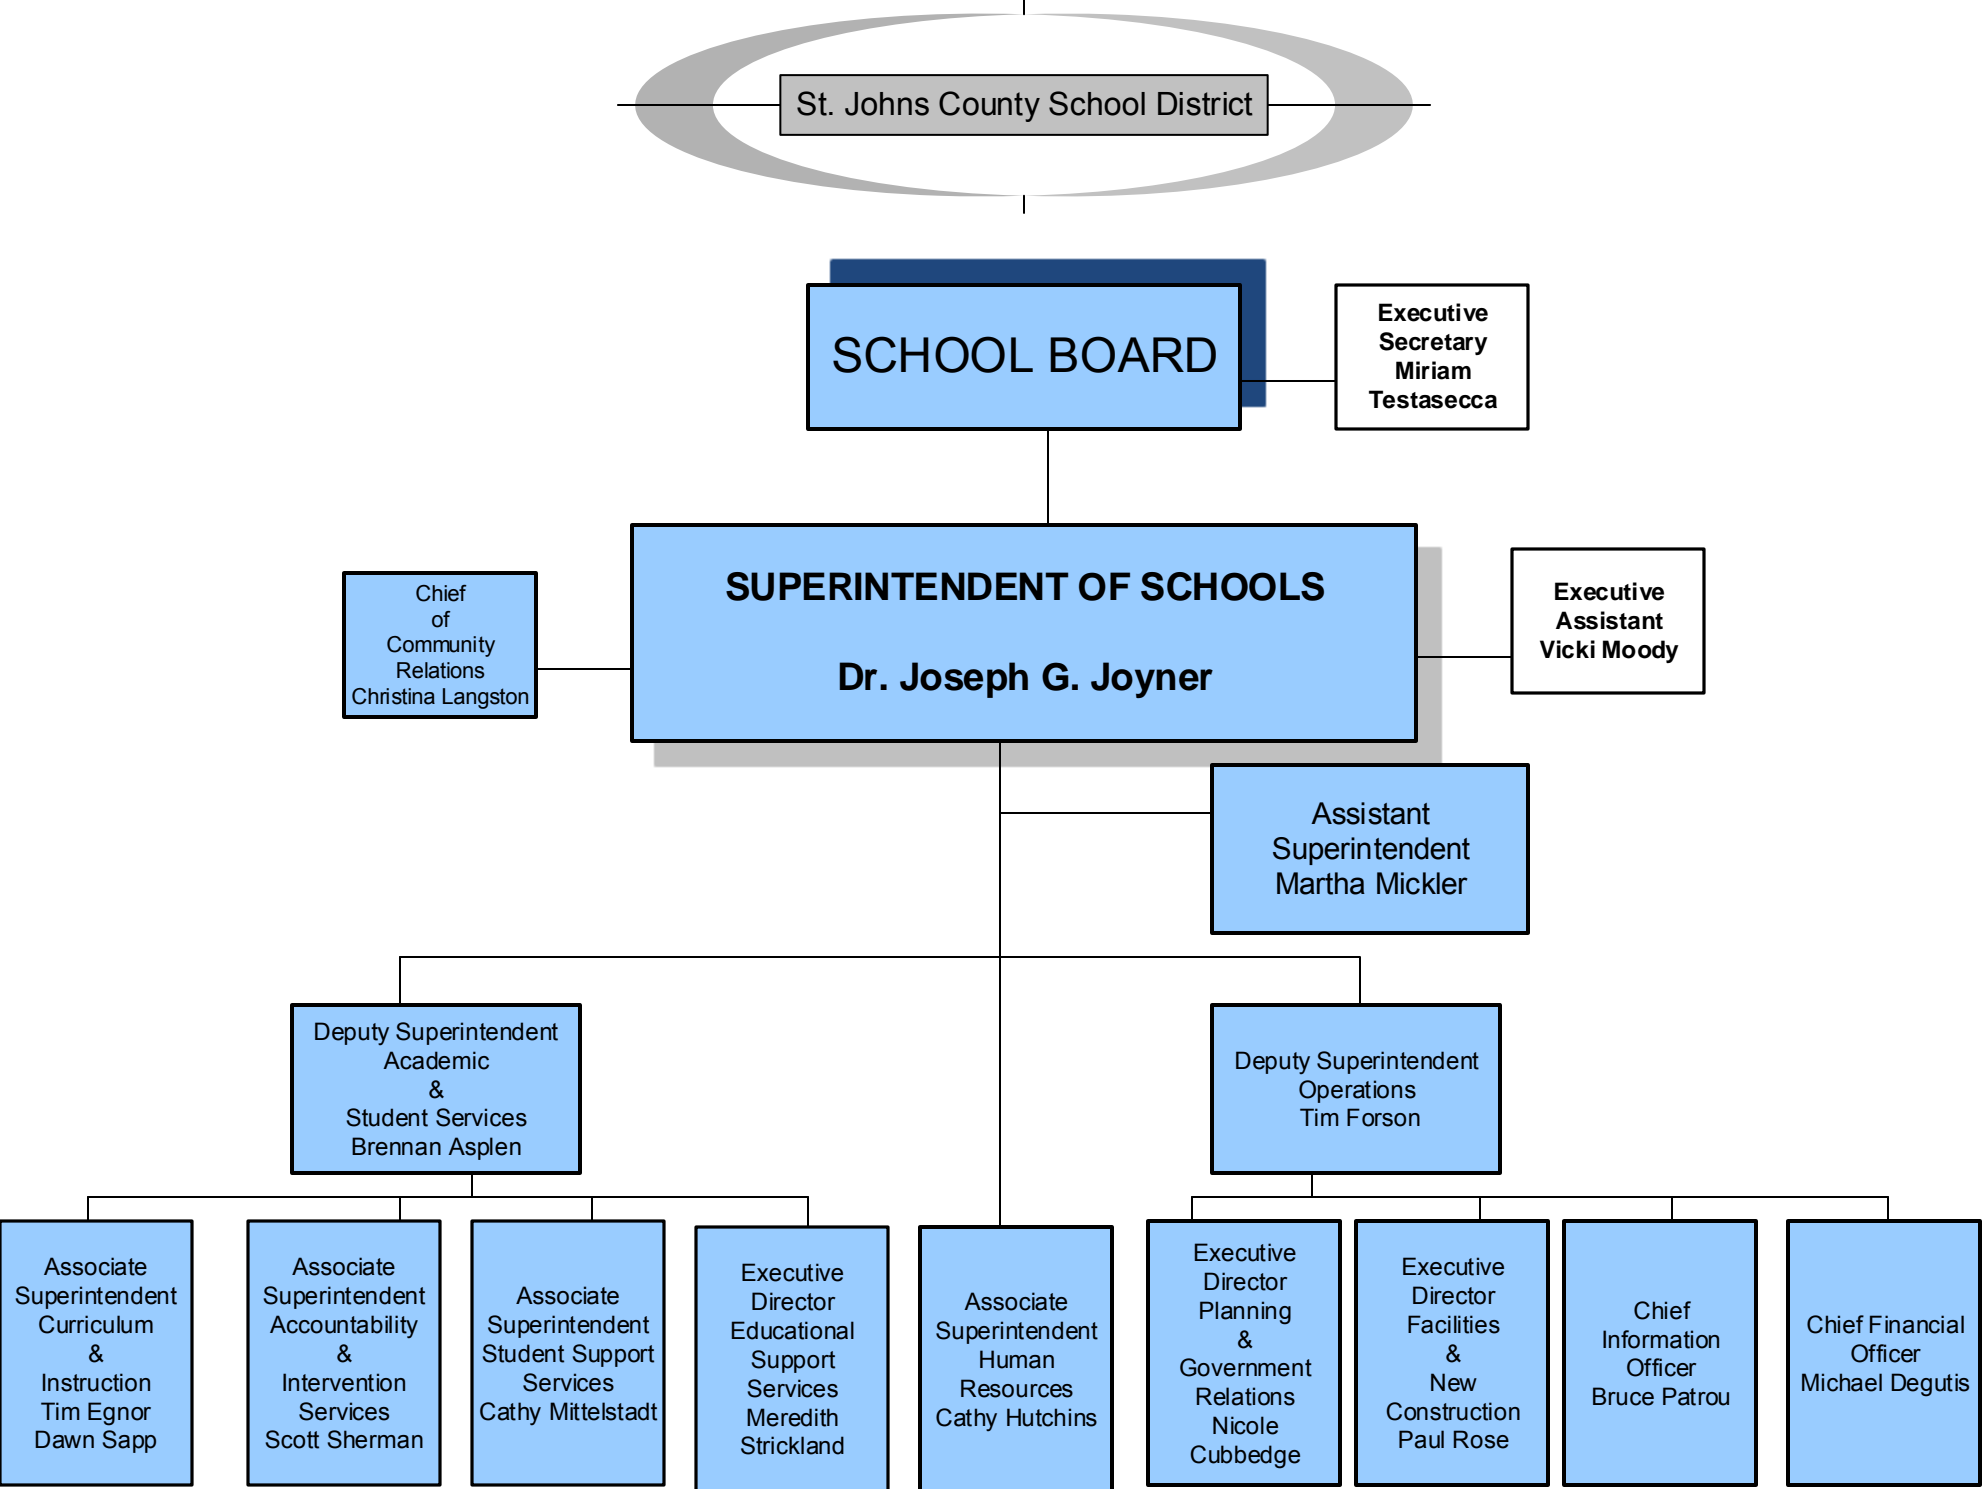 St. Johns County School District
SCHOOL BOARD
Executive
Secretary
Miriam
Testasecca
SUPERINTENDENT OF SCHOOLS
Dr. Joseph G. Joyner
Chief
of
Community
Relations
Christina Langston
Executive
Assistant
Vicki Moody
Assistant
Superintendent
Martha Mickler
Deputy Superintendent
Academic
&
Student Services
Brennan Asplen
Deputy Superintendent
Operations
Tim Forson
Associate
Superintendent
Curriculum
&
Instruction
Tim Egnor
Dawn Sapp
Associate
Superintendent
Accountability
&
Intervention
Services
Scott Sherman
Associate
Superintendent
Student Support
Services
Cathy Mittelstadt
Executive
Director
Educational
Support
Services
Meredith
Strickland
Associate
Superintendent
Human
Resources
Cathy Hutchins
Executive
Director
Planning
&
Government
Relations
Nicole
Cubbedge
Executive
Director
Facilities
&
New
Construction
Paul Rose
Chief
Information
Officer
Bruce Patrou
Chief Financial
Officer
Michael Degutis